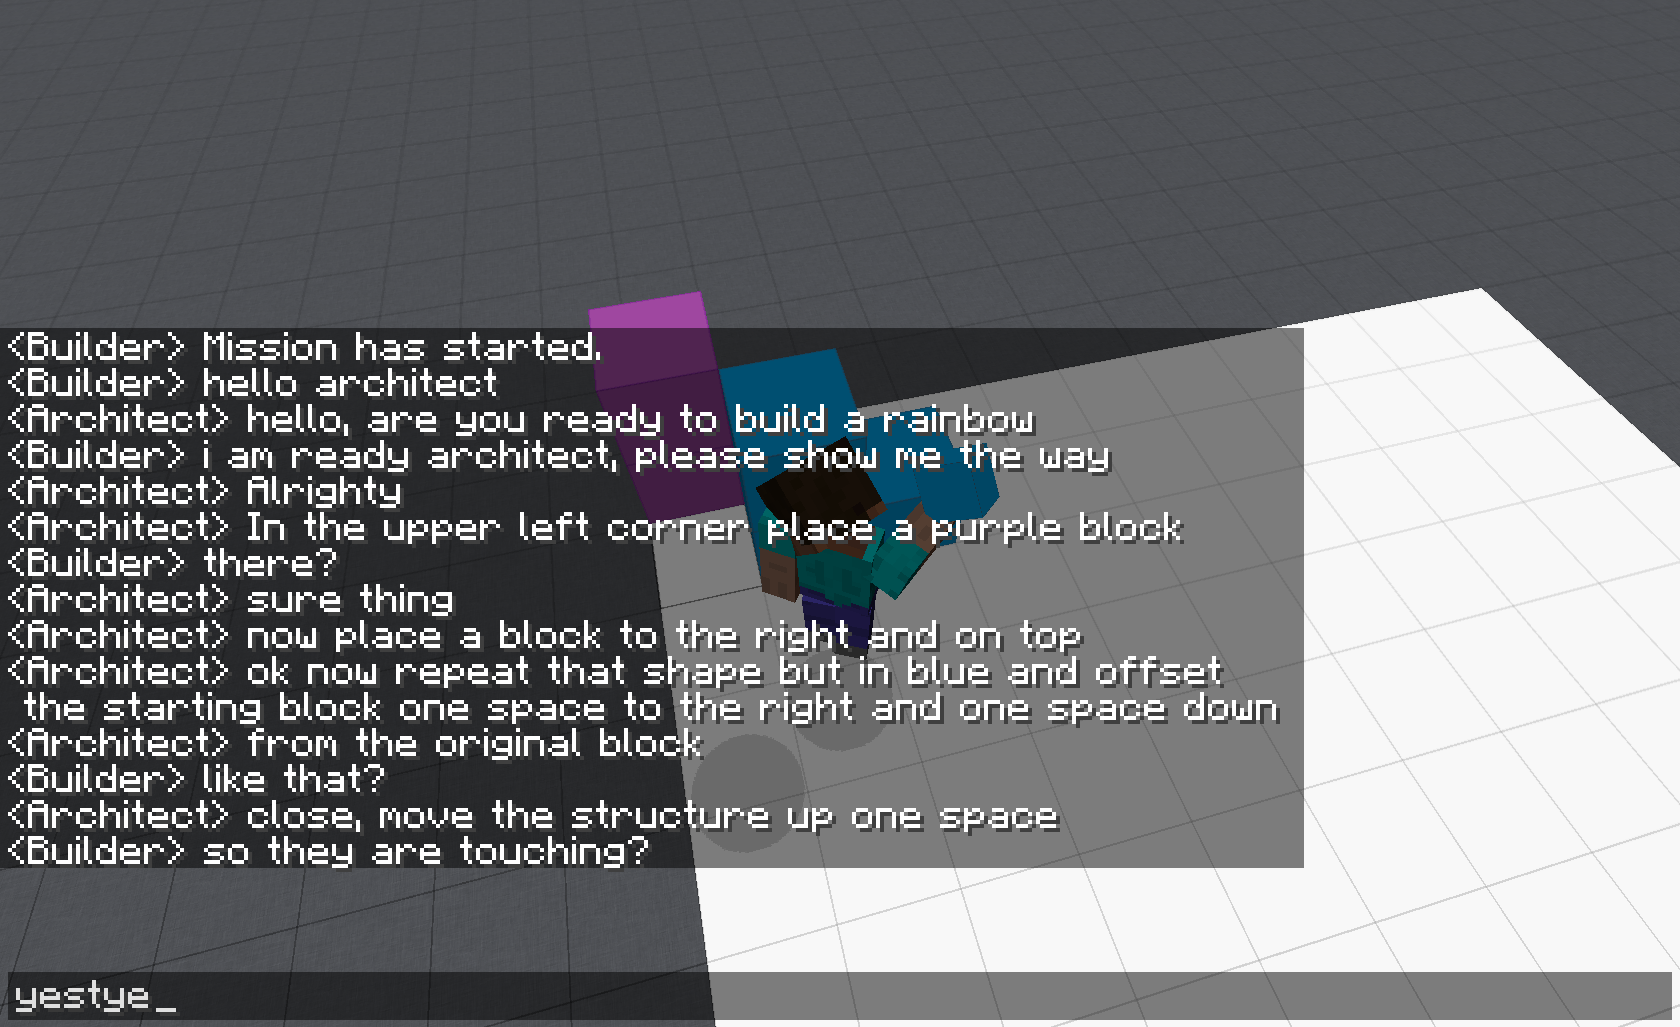 <Builder> Mission has started.
<Builder> hello architect
<Architect> hello, are you ready to build a rainbow
<Builder> i am ready architect, please show me the way
<Architect> Alrighty
<Architect> In the upper left corner place a purple block
<Builder> there?
<Architect> sure thing
<Architect> now place a block to the right and on top
<Architect> ok now repeat that shape but in blue and offset
the starting block one space to the right and one space down
<Architect> from the original block
<Builder> like that?
<Architect> close, move the structure up one space
<Builder> so they are touching?
yestye_